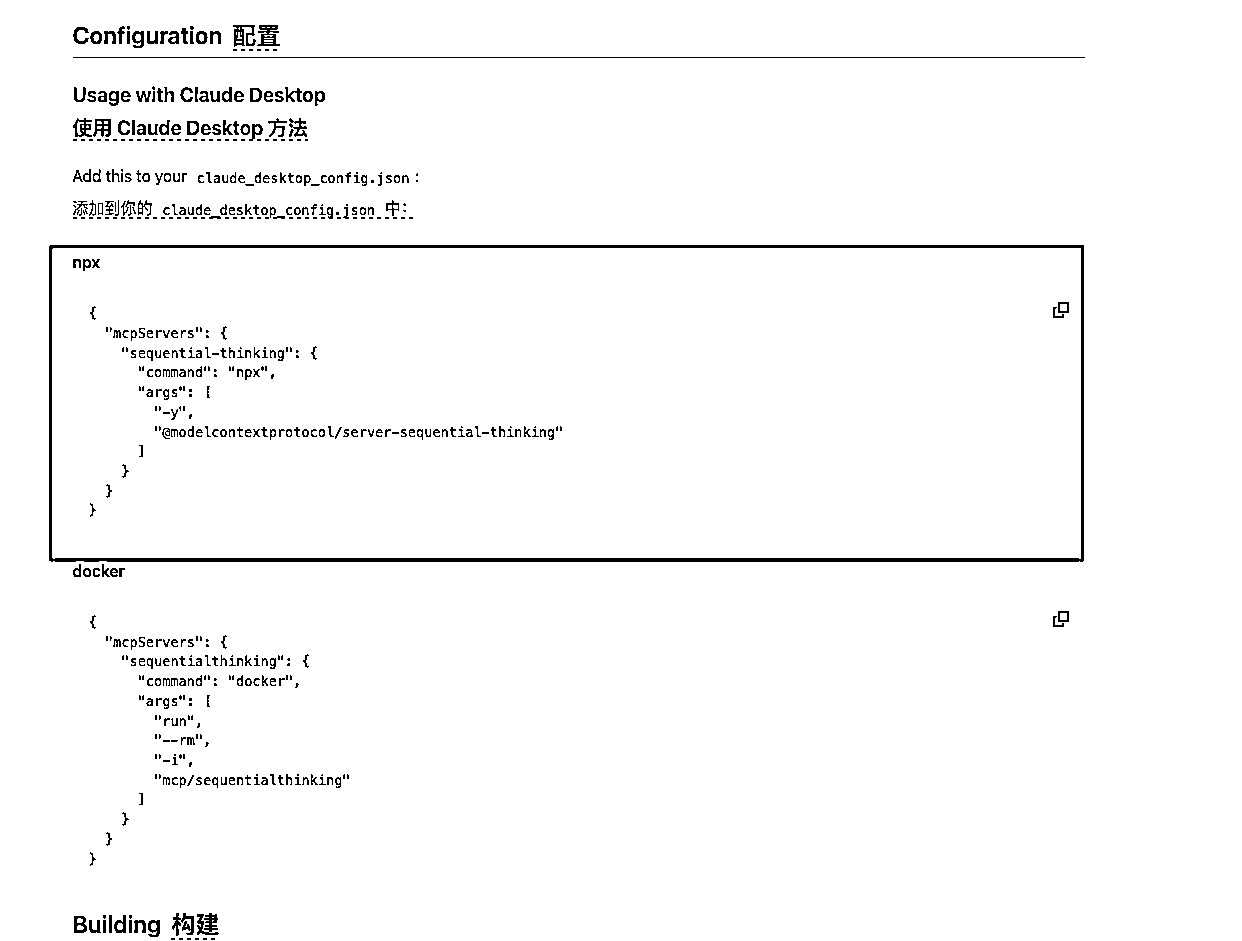 Configuration 配置
Usage with Claude Desktop
使用 Claude Desktop 方法
Add this to your claude_desktop_config.json :
添加到你的 claude_desktop_config.json 中：
npx
{
  "mcpServers": {
    "sequential-thinking": {
      "command": "npx",
      "args": [
        "-y",
        "@modelcontextprotocol/server-sequential-thinking"
      ]
    }
  }
}
docker
{
  "mcpServers": {
    "sequentialthinking": {
      "command": "docker",
      "args": [
        "run",
        "--rm",
        "-i",
        "mcp/sequentialthinking"
      ]
    }
  }
}
Building 构建